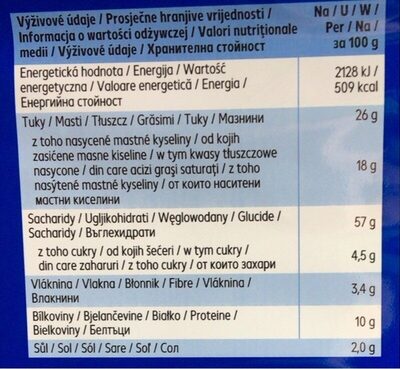 Výživové údaje / Prosječne hranjive vrijednosti /
Informacja o wartości odżywczej / Valori nutriționale
medii / Výživové údaje / Хранителна стойност
Na / U / W /
Per / Na /
за 100 g
Energetická hodnota / Energija / Wartość
energetyczna / Valoare energetică / Energia /
Енергийна стойност
2128 kJ /
509 kcal
Tuky / Masti / Tłuszcz / Grăsimi / Tuky / Мазнини
26 g
z toho nasycené mastné kyseliny / od kojih
zasićene masne kiseline / w tym kwasy tłuszczowe
nasycone / din care acizi grași saturați / z toho
nasýtené mastné kyseliny / от които наситени
мастни киселини
18 g
Sacharidy / Ugljikohidrati / Węglowodany / Glucide /
Sacharidy / Въглехидрати
57 g
z toho cukry / od kojih šećeri / w tym cukry /
din care zaharuri / z toho cukry / от които захари
4,5 g
Vláknina / Vlakna / Błonnik / Fibre / Vláknina /
Влакнини
3,4 g
Bílkoviny / Bjelančevine / Białko / Proteine /
Bielkoviny / Белтъци
10 g
Sůl / Sol / Sól / Sare / Soľ / Сол
2,0 g